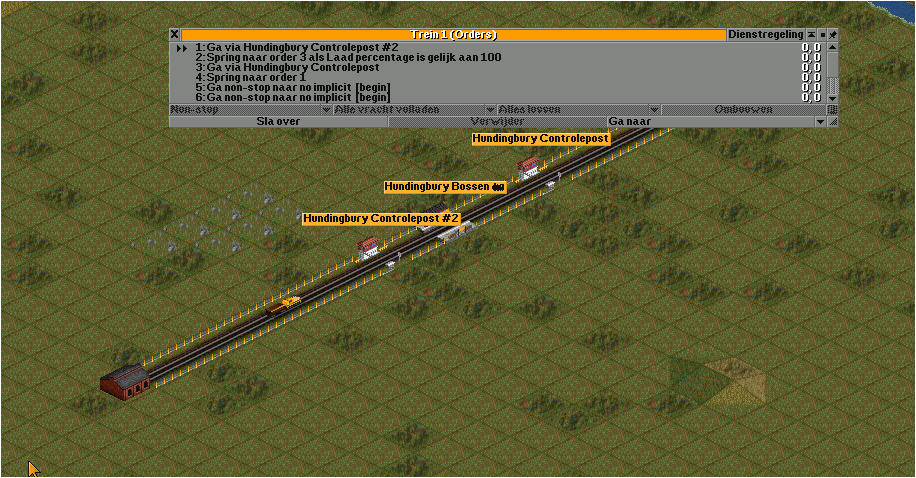 X Trein 1 (Orders) Dienstregeling
1:Ga via Hundingbury Controlepost #2 0,0
2:Spring naar order 3 als Laad percentage is gelijk aan 100 0,0
3:Ga via Hundingbury Controlepost 0,0
4:Spring naar order 1 0,0
5:Ga non-stop naar no implicit [begin] 0,0
6:Ga non-stop naar no implicit [begin] 0,0
Non-stop Alle vracht volladen Alles lossen Ombouwen
Sla over Verwijder Ga naar
Hundingbury Controlepost
Hundingbury Bossen
Hundingbury Controlepost #2